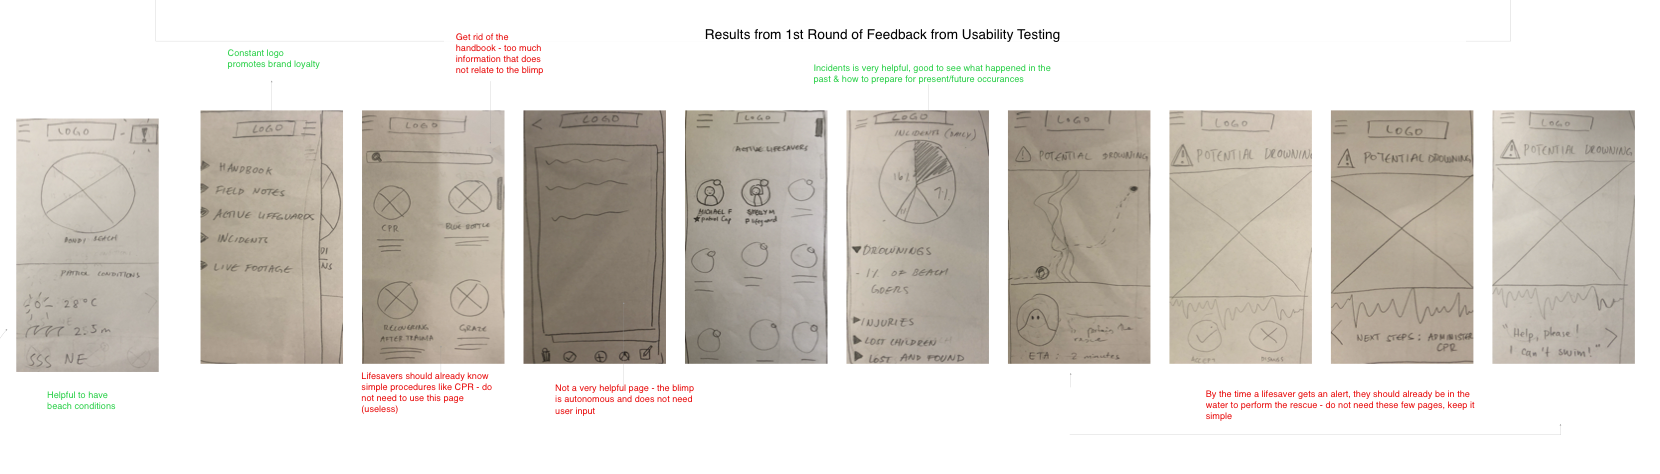 Results from 1st Round of Feedback from Usability Testing
Constant logo
promotes brand loyalty
Get rid of the
handbook - too much
information that does
not relate to the blimp
Incidents is very helpful, good to see what happened in the
past & how to prepare for present/future occurances
LOGO
!
BONDI BEACH
CONDITIONS
28°C
2.5m
SSS NE
Helpful to have
beach conditions
LOGO
HANDBOOK
FIELD NOTES
ACTIVE LIFEGUARDS
INCIDENTS
LIVE FOOTAGE
LOGO
CPR
BLUE BOTTLE
RECOVERING
AFTER TRAUMA
GRAZE
Lifesavers should already know
simple procedures like CPR - do
not need to use this page
(useless)
<
LOGO
Not a very helpful page - the blimp
is autonomous and does not need
user input
LOGO
ACTIVE LIFESAVERS
MICHAEL F
LOGO
INCIDENTS (DAILY)
DROWNINGS
- 1% OF BEACH
GOERS
INJURIES
LOST CHILDREN
LOST AND FOUND
LOGO
POTENTIAL DROWNING
ETA : 2 minutes
LOGO
POTENTIAL DROWNIN
LOGO
POTENTIAL DROWNING
NEXT STEPS : ADMINISTER
CPR
LOGO
POTENTIAL DROWNING
"Help, please!
I can't swim!"
By the time a lifesaver gets an alert, they should already be in the
water to perform the rescue - do not need these few pages, keep it
simple